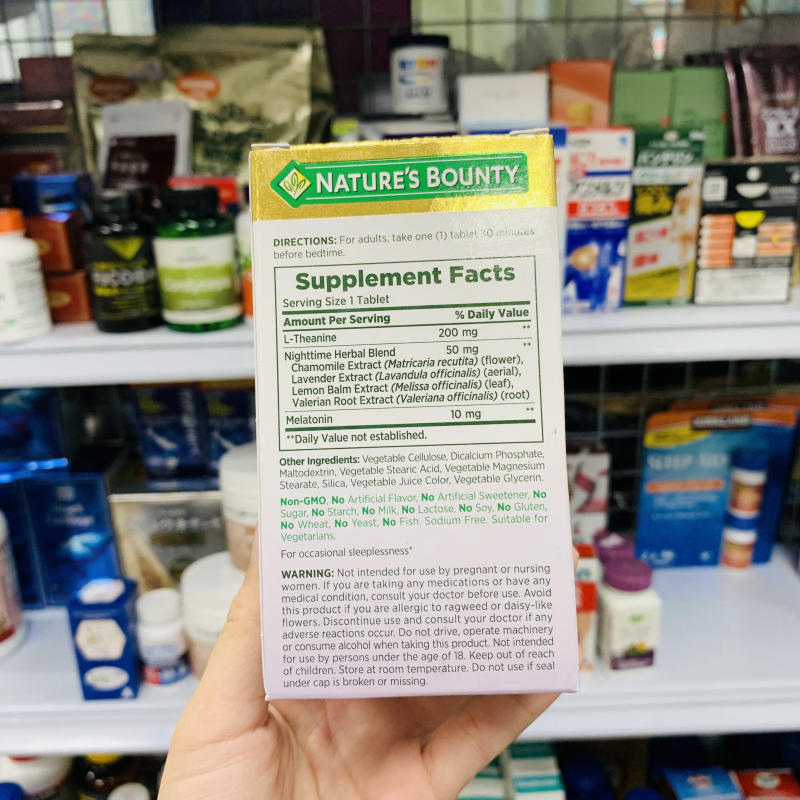 NATURE'S BOUNTY
DIRECTIONS: For adults, take one (1) tablet 30 minutes
before bedtime.
Supplement Facts
Serving Size 1 Tablet
Amount Per Serving % Daily Value
L-Theanine 200 mg **
Nighttime Herbal Blend 50 mg **
Chamomile Extract (Matricaria recutita) (flower),
Lavender Extract (Lavandula officinalis) (aerial),
Lemon Balm Extract (Melissa officinalis) (leaf),
Valerian Root Extract (Valeriana officinalis) (root)
Melatonin 10 mg **
**Daily Value not established.
Other Ingredients: Vegetable Cellulose, Dicalcium Phosphate,
Maltodextrin, Vegetable Stearic Acid, Vegetable Magnesium
Stearate, Silica, Vegetable Juice Color, Vegetable Glycerin.
Non-GMO, No Artificial Flavor, No Artificial Sweetener, No
Sugar, No Starch, No Milk, No Lactose, No Soy, No Gluten,
No Wheat, No Yeast, No Fish. Sodium Free. Suitable for
Vegetarians.
For occasional sleeplessness*
WARNING: Not intended for use by pregnant or nursing
women. If you are taking any medications or have any
medical condition, consult your doctor before use. Avoid
this product if you are allergic to ragweed or daisy-like
flowers. Discontinue use and consult your doctor if any
adverse reactions occur. Do not drive, operate machinery
or consume alcohol when taking this product. Not intended
for use by persons under the age of 18. Keep out of reach
of children. Store at room temperature. Do not use if seal
under cap is broken or missing.
KIRKLAND
SLEEP AID
バンテリン